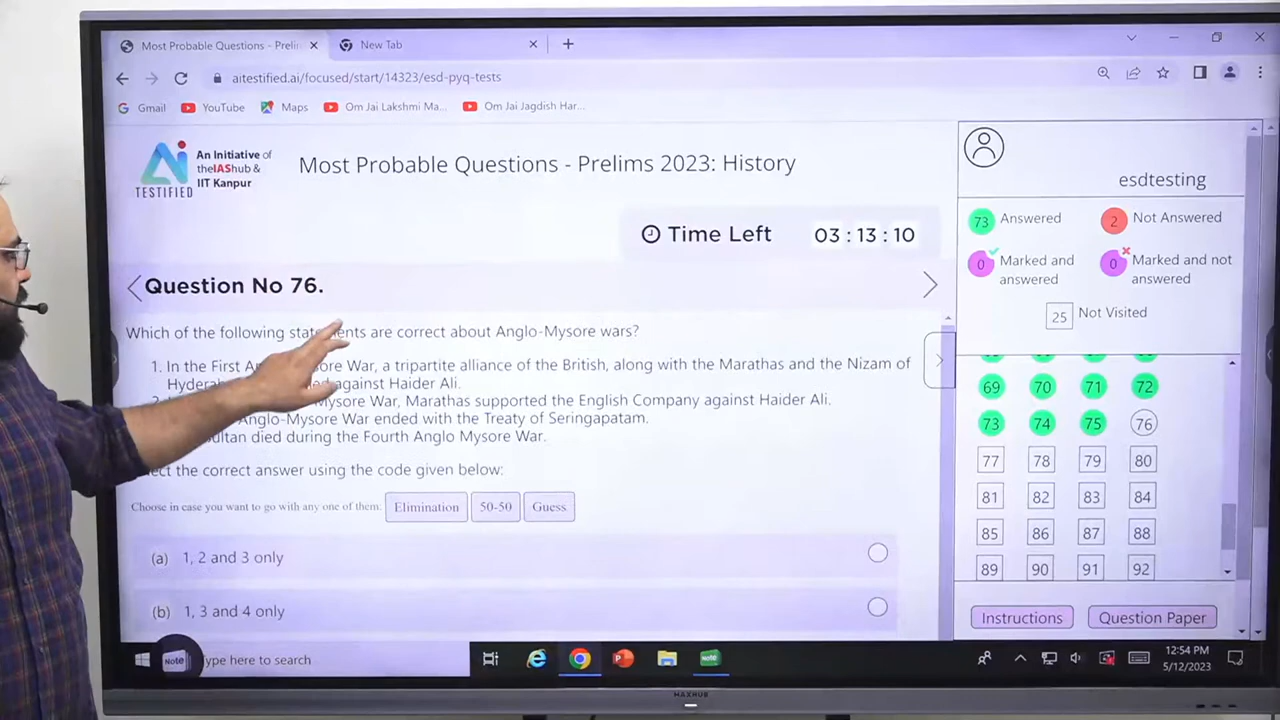 Most Probable Questions - Prelin
New Tab
aitestified.ai/focused/start/14323/esd-pyq-tests
Gmail
YouTube
Maps
Om Jai Lakshmi Ma...
Om Jai Jagdish Har...
An Initiative of
theIAShub &
IIT Kanpur
TESTIFIED
Most Probable Questions - Prelims 2023: History
esdtesting
Time Left 03 : 13 : 10
73 Answered
2 Not Answered
0 Marked and answered
0 Marked and not answered
25 Not Visited
Question No 76.
Which of the following statements are correct about Anglo-Mysore wars?
1. In the First ore War, a tripartite alliance of the British, along with the Marathas and the Nizam of
against Haider Ali.
Mysore War, Marathas supported the English Company against Haider Ali.
Anglo-Mysore War ended with the Treaty of Seringapatam.
ultan died during the Fourth Anglo Mysore War.
ect the correct answer using the code given below:
Choose in case you want to go with any one of them: Elimination 50-50 Guess
(a) 1, 2 and 3 only
(b) 1, 3 and 4 only
69 70 71 72
73 74 75 76
77 78 79 80
81 82 83 84
85 86 87 88
89 90 91 92
Instructions
Question Paper
Note
ype here to search
Note
12:54 PM
5/12/2023
MAXHUB